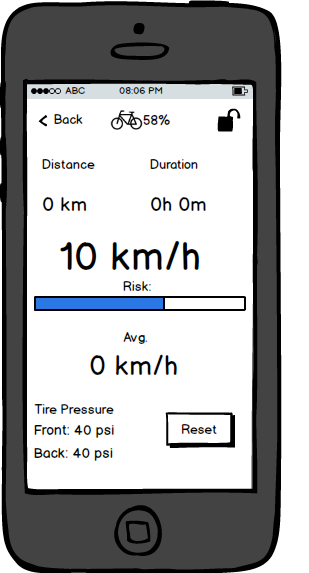 ABC 08:06 PM
< Back 58%
Distance Duration
0 km 0h 0m
10 km/h
Risk:
Avg.
0 km/h
Tire Pressure
Front: 40 psi
Reset
Back: 40 psi